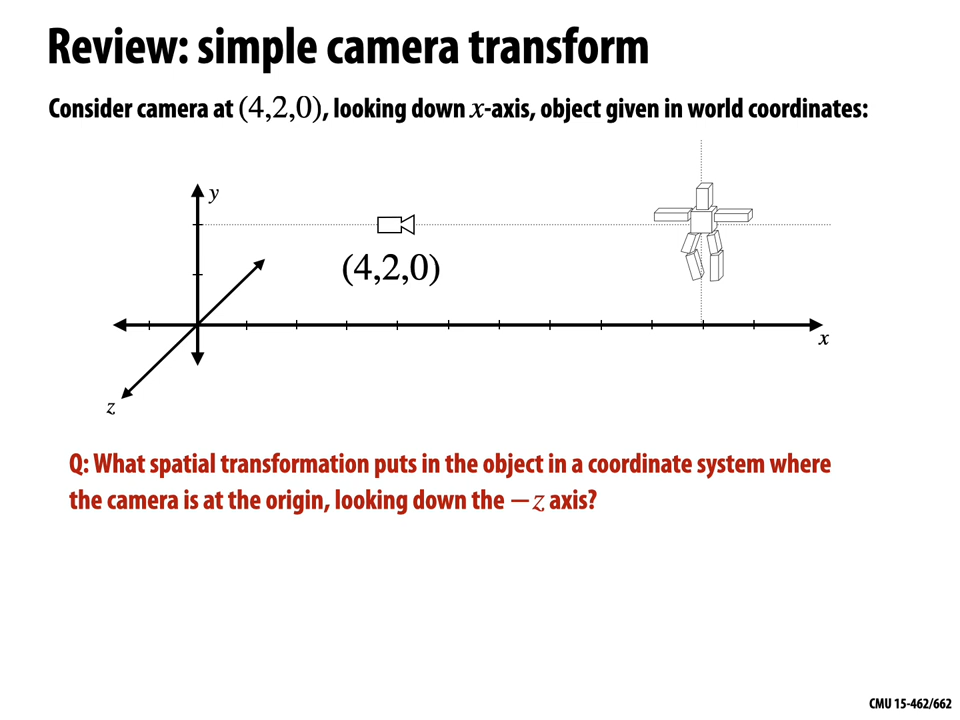 Review: simple camera transform
Consider camera at (4,2,0), looking down x-axis, object given in world coordinates:
y
(4,2,0)
x
z
Q: What spatial transformation puts in the object in a coordinate system where
the camera is at the origin, looking down the −z axis?
CMU 15-462/662